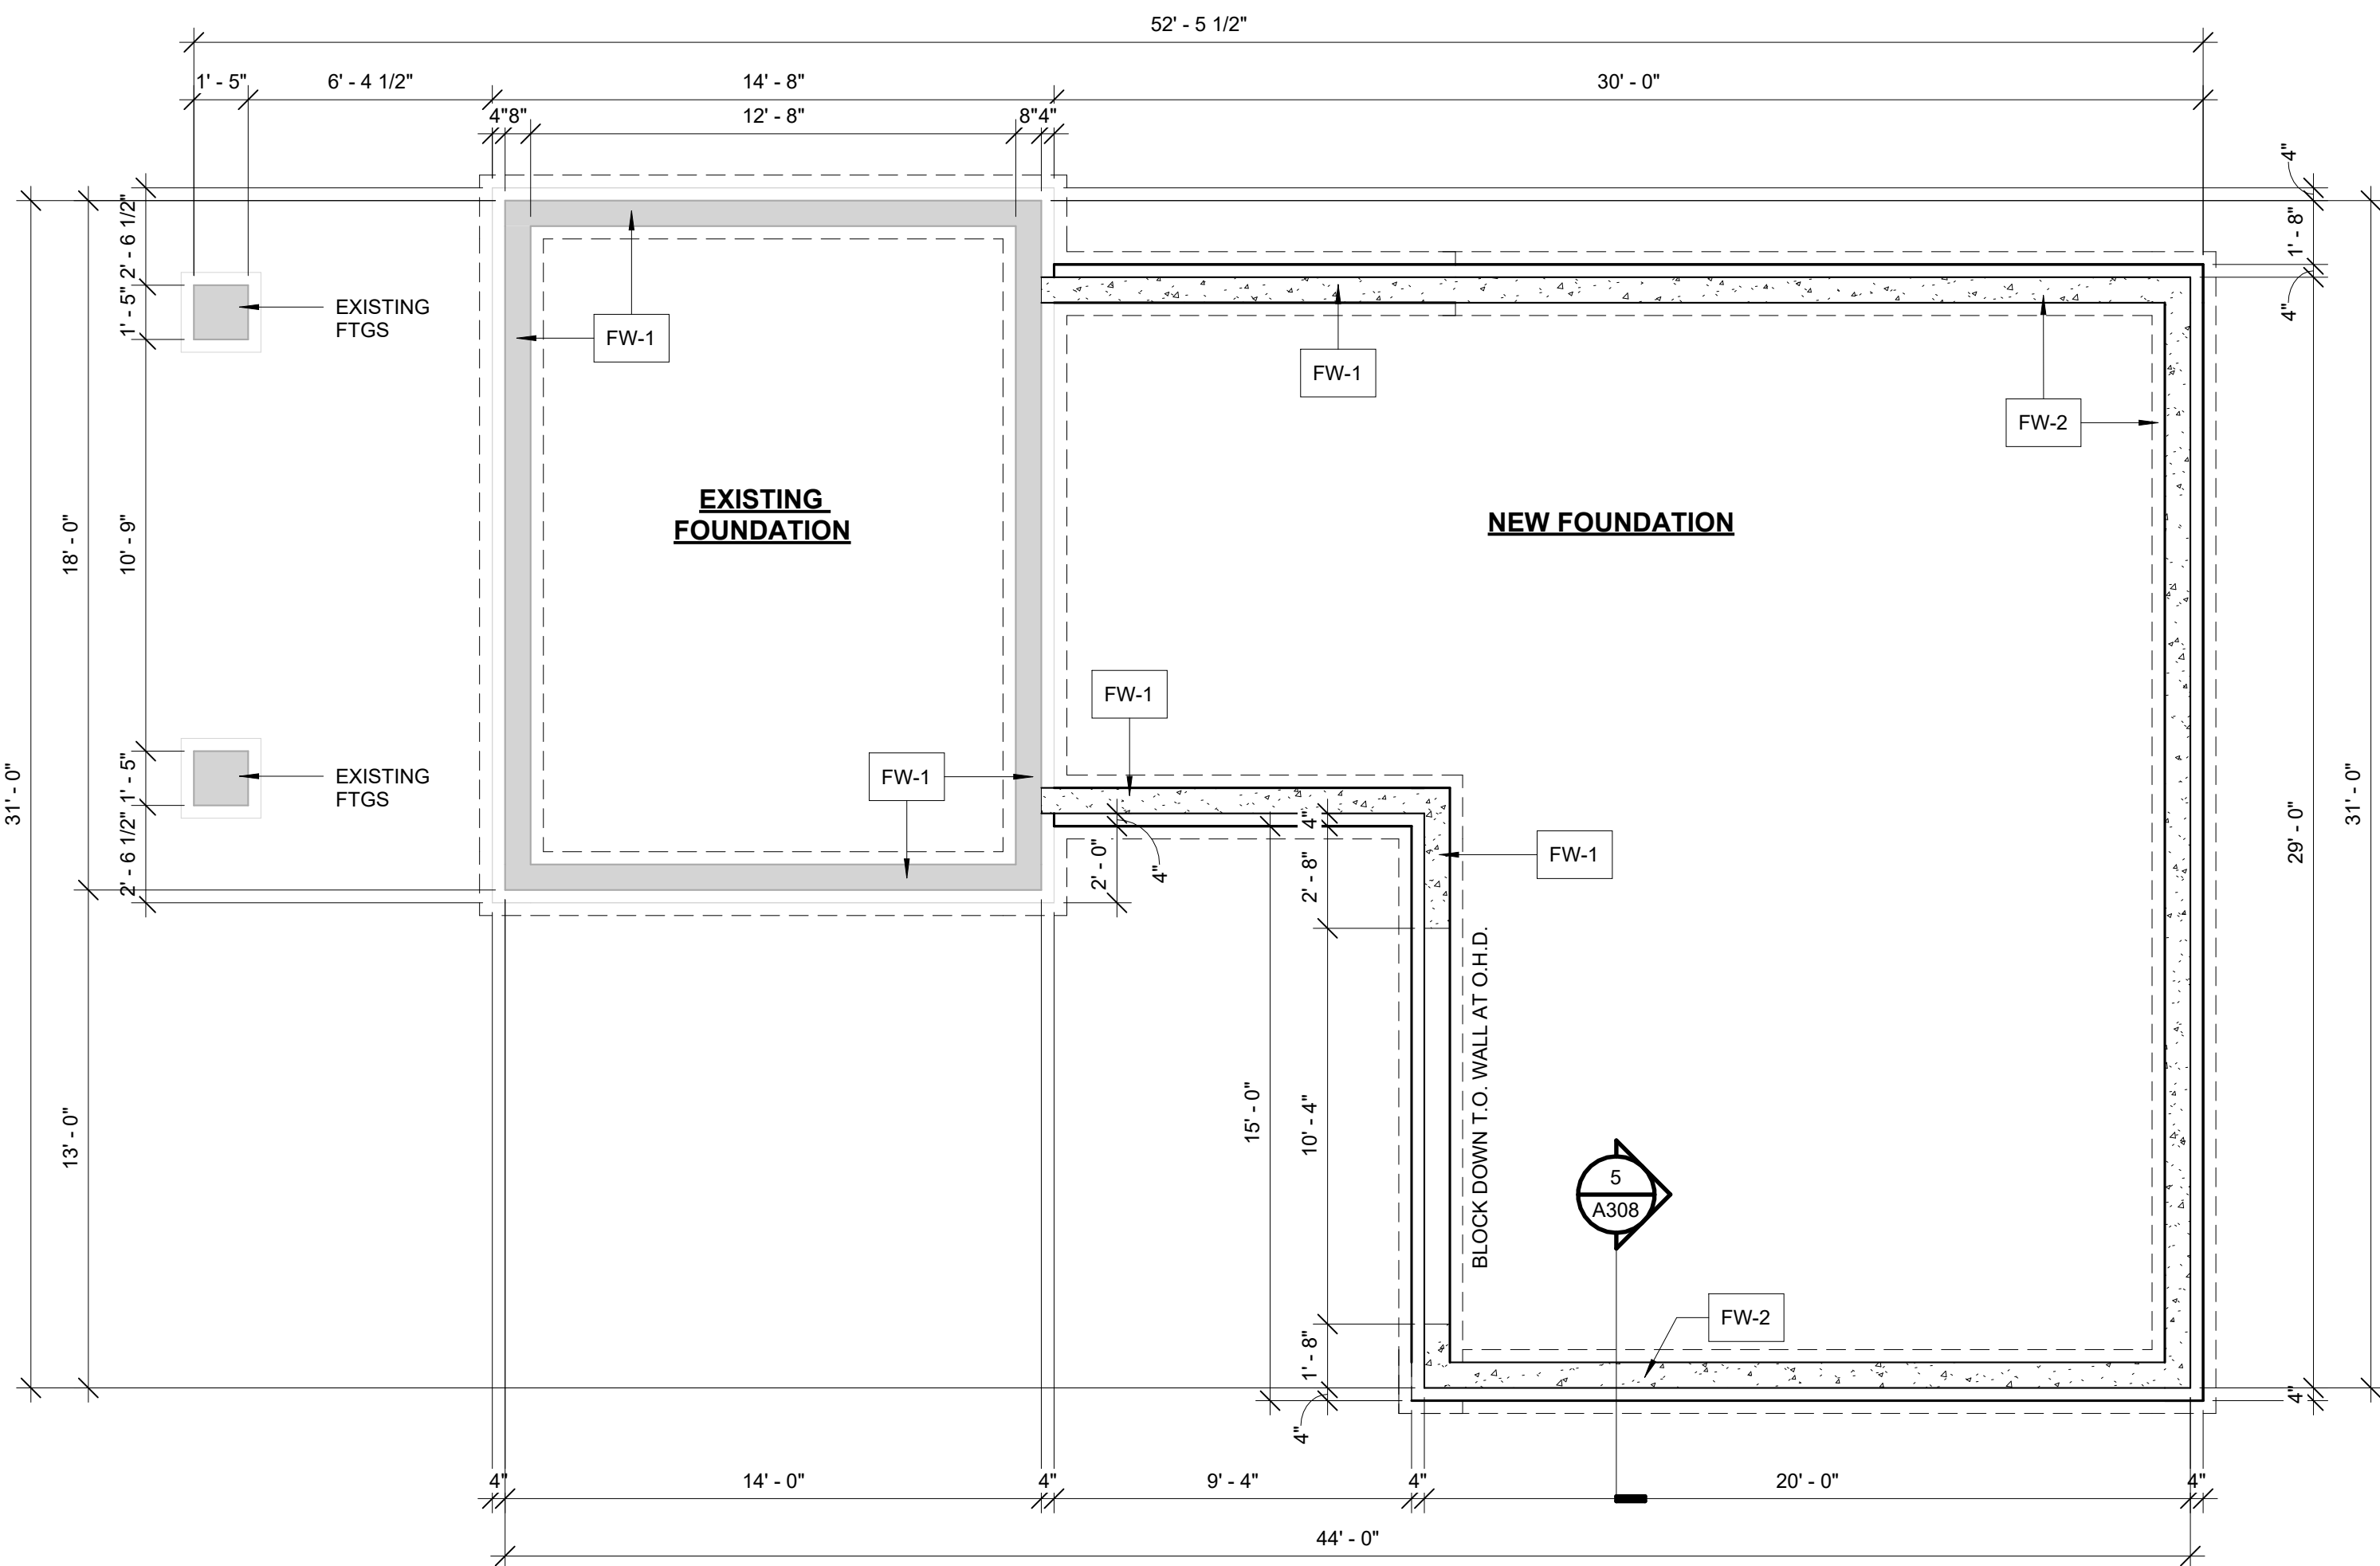 52' - 5 1/2"
1' - 5"
6' - 4 1/2"
14' - 8"
30' - 0"
4"
8"
12' - 8"
8"
4"
4"
1' - 8"
4"
2' - 6 1/2"
1' - 5"
EXISTING
FTGS
FW-1
FW-1
FW-2
EXISTING
FOUNDATION
NEW FOUNDATION
18' - 0"
10' - 9"
31' - 0"
FW-1
FW-1
1' - 5"
EXISTING
FTGS
2' - 6 1/2"
4"
2' - 0"
4"
2' - 8"
FW-1
29' - 0"
31' - 0"
BLOCK DOWN T.O. WALL AT O.H.D.
13' - 0"
15' - 0"
10' - 4"
5
A308
FW-2
1' - 8"
4"
4"
4"
14' - 0"
4"
9' - 4"
4"
20' - 0"
4"
44' - 0"